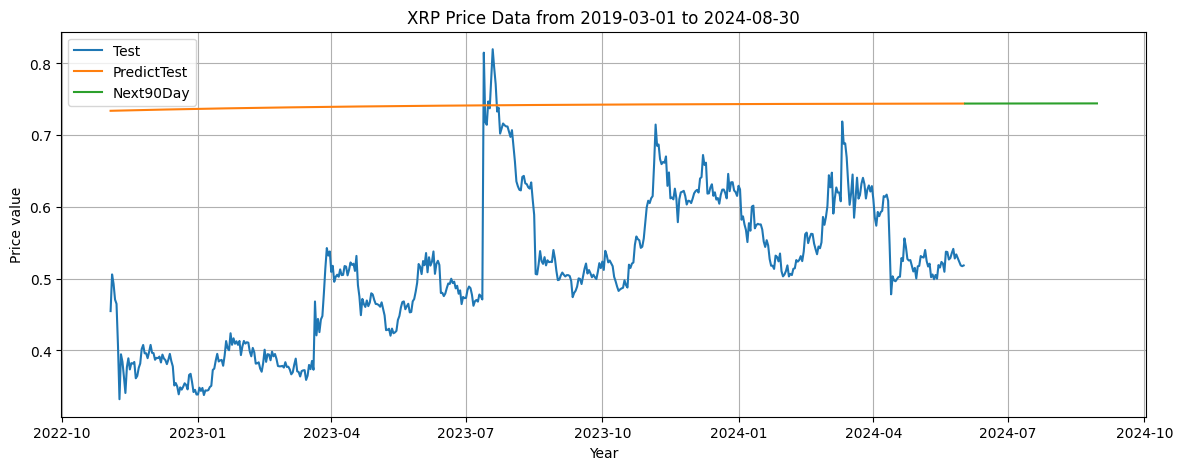 XRP Price Data from 2019-03-01 to 2024-08-30
Test
PredictTest
Next90Day
Price value
0.8
0.7
0.6
0.5
0.4
2022-10
2023-01
2023-04
2023-07
2023-10
2024-01
2024-04
2024-07
2024-10
Year